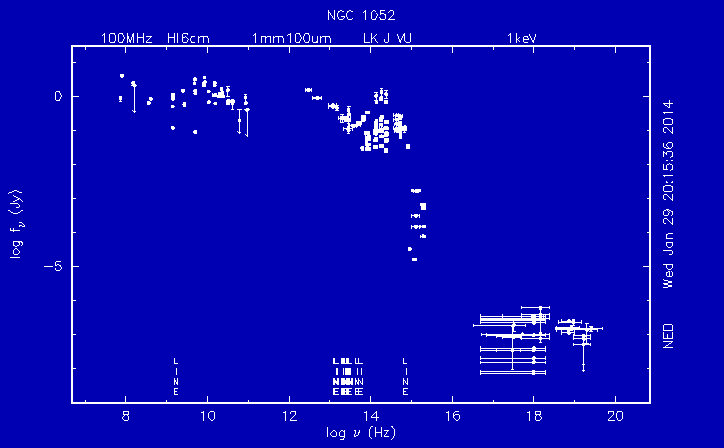 NGC 1052
100MHz HI6cm 1mm100um LK J VU 1keV
0
-5
log fν (Jy)
Wed Jan 29 20:15:36 2014
NED
L L L L L L
I I I I I
N N N N N
E E E E E
8 10 12 14 16 18 20
log ν (Hz)